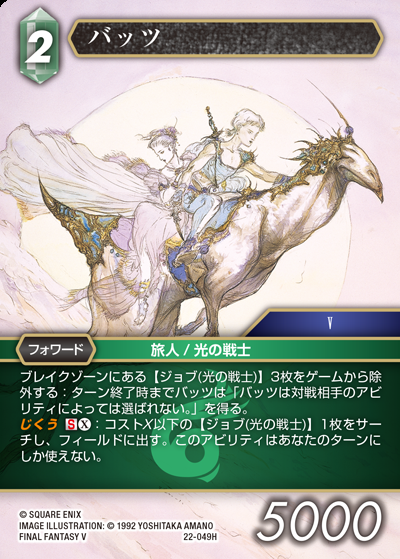 2
バッツ
V
フォワード
旅人 / 光の戦士
ブレイクゾーンにある【ジョブ(光の戦士)】3枚をゲームから除
外する：ターン終了時までバッツは「バッツは対戦相手のアビ
リティによっては選ばれない。」を得る。
じくう S X：コストX以下の【ジョブ(光の戦士)】1枚をサー
チし、フィールドに出す。このアビリティはあなたのターンに
しか使えない。
© SQUARE ENIX
IMAGE ILLUSTRATION: © 1992 YOSHITAKA AMANO
FINAL FANTASY V
22-049H
5000